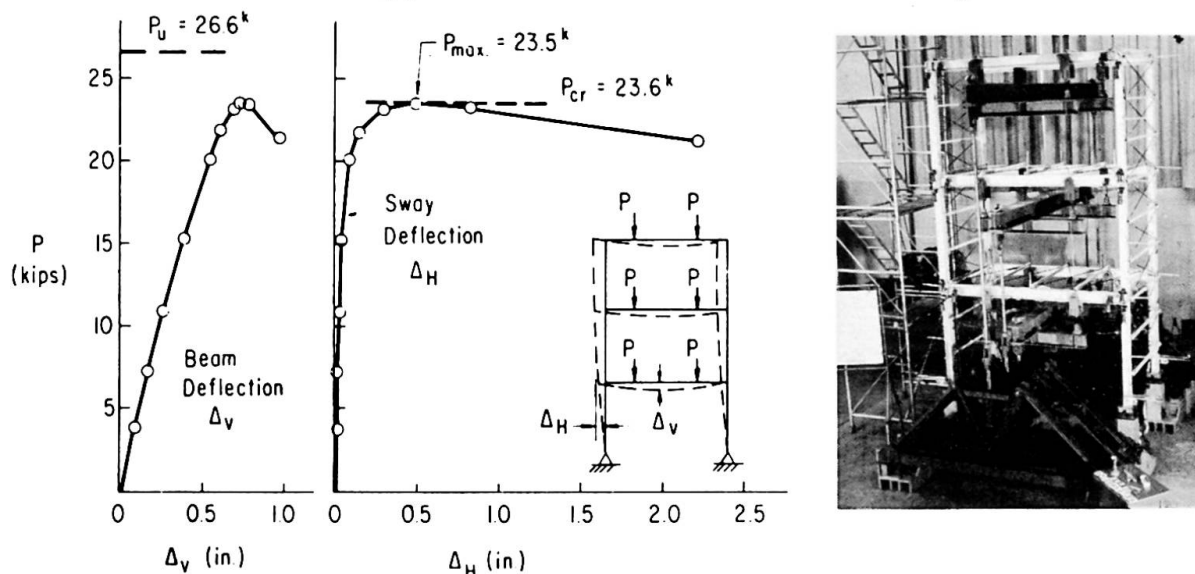 P_u = 26.6^k
P_max. = 23.5^k
P_cr = 23.6^k
25
20
15
10
5
P
(kips)
Beam
Deflection
Δ_V
Sway
Deflection
Δ_H
P P
P P
P P
Δ_H Δ_V
0 0.5 1.0
0 0.5 1.0 1.5 2.0 2.5
Δ_V (in.)
Δ_H (in)